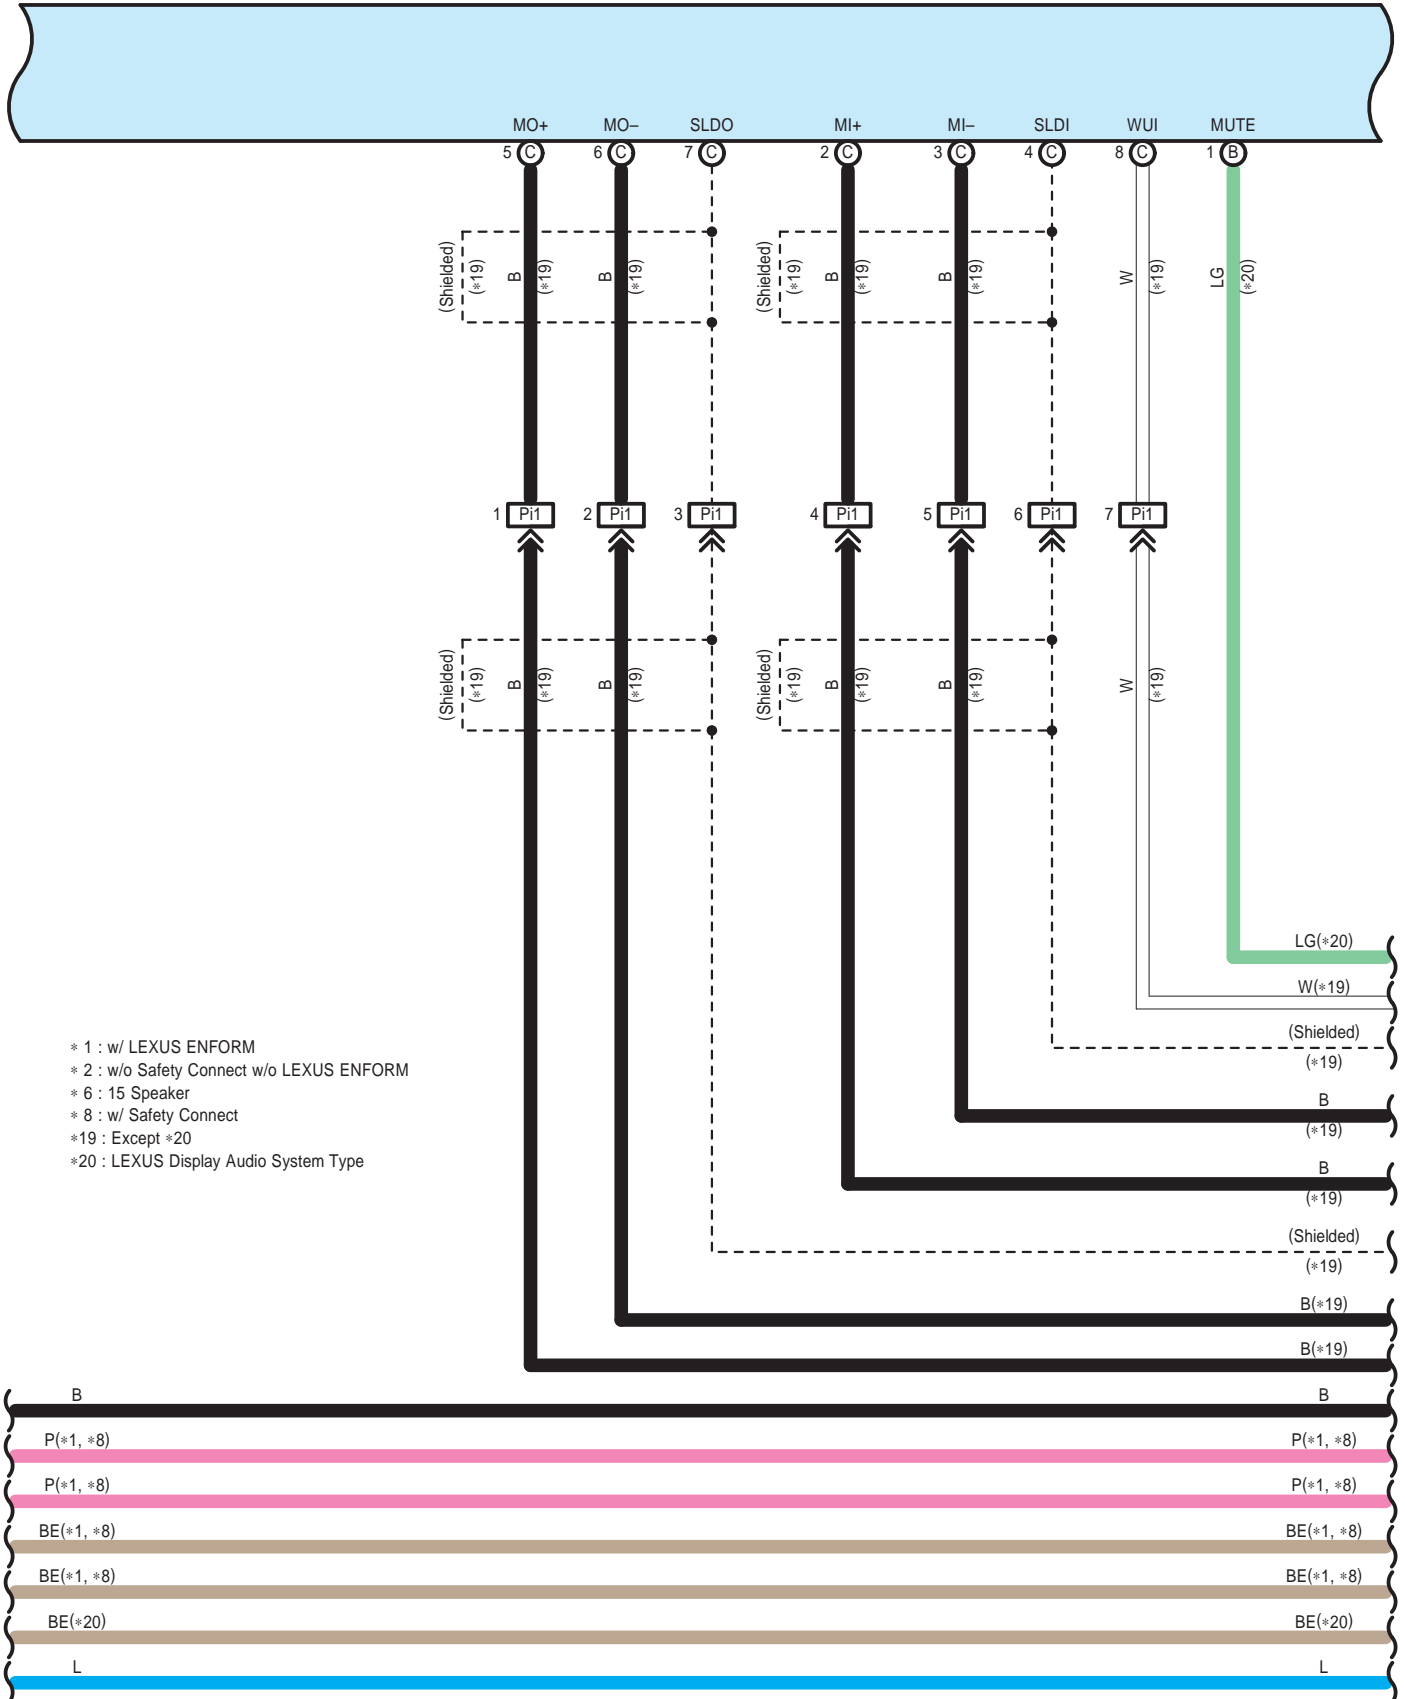 MO+ MO– SLDO MI+ MI– SLDI WUI MUTE
5 C 6 C 7 C 2 C 3 C 4 C 8 C 1 B
(Shielded) (*19) B (*19) B (*19) (Shielded) (*19) B (*19) B (*19) W (*19) LG (*20)
1 Pi1 2 Pi1 3 Pi1 4 Pi1 5 Pi1 6 Pi1 7 Pi1
(Shielded) (*19) B (*19) B (*19) (Shielded) (*19) B (*19) B (*19) W (*19)
LG(*20)
W(*19)
(Shielded)
(*19)
B
(*19)
B
(*19)
(Shielded)
(*19)
B(*19)
B(*19)
* 1 : w/ LEXUS ENFORM
* 2 : w/o Safety Connect w/o LEXUS ENFORM
* 6 : 15 Speaker
* 8 : w/ Safety Connect
*19 : Except *20
*20 : LEXUS Display Audio System Type
B B
P(*1, *8) P(*1, *8)
P(*1, *8) P(*1, *8)
BE(*1, *8) BE(*1, *8)
BE(*1, *8) BE(*1, *8)
BE(*20) BE(*20)
L L